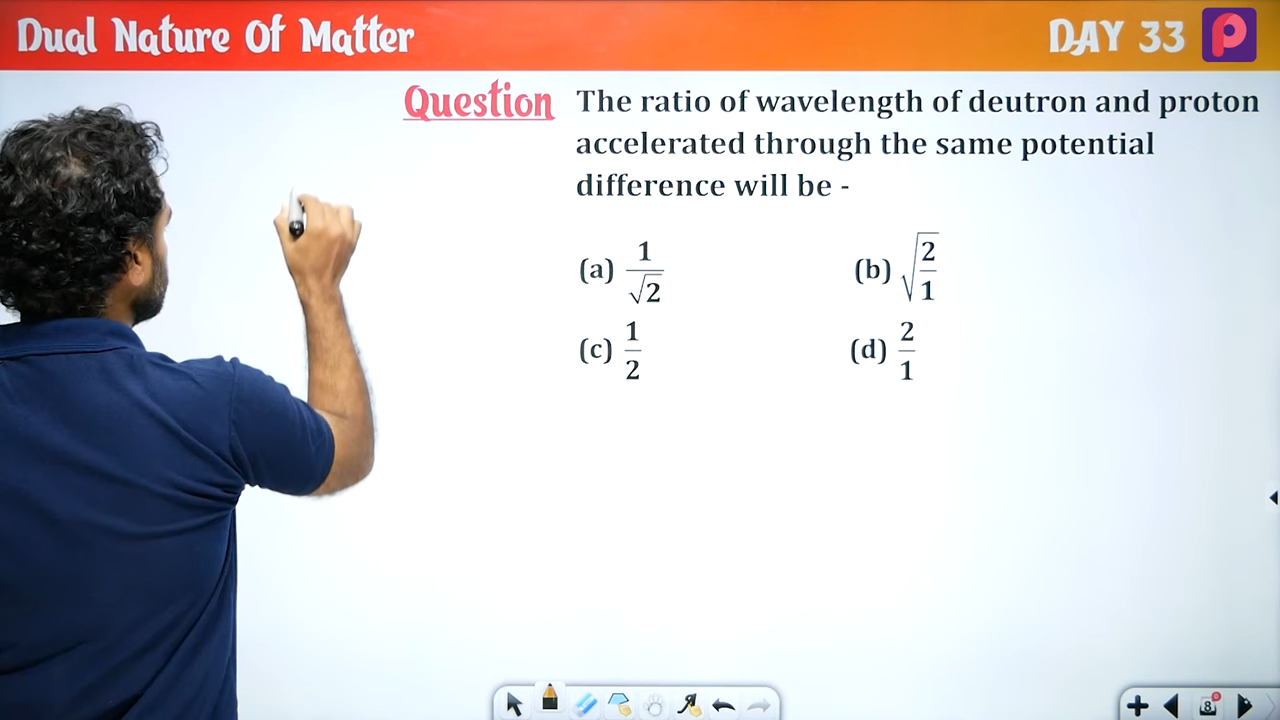 Dual Nature Of Matter
DAY 33
Question
The ratio of wavelength of deutron and proton
accelerated through the same potential
difference will be -
(a) 1/√2
(b) √(2/1)
(c) 1/2
(d) 2/1
8